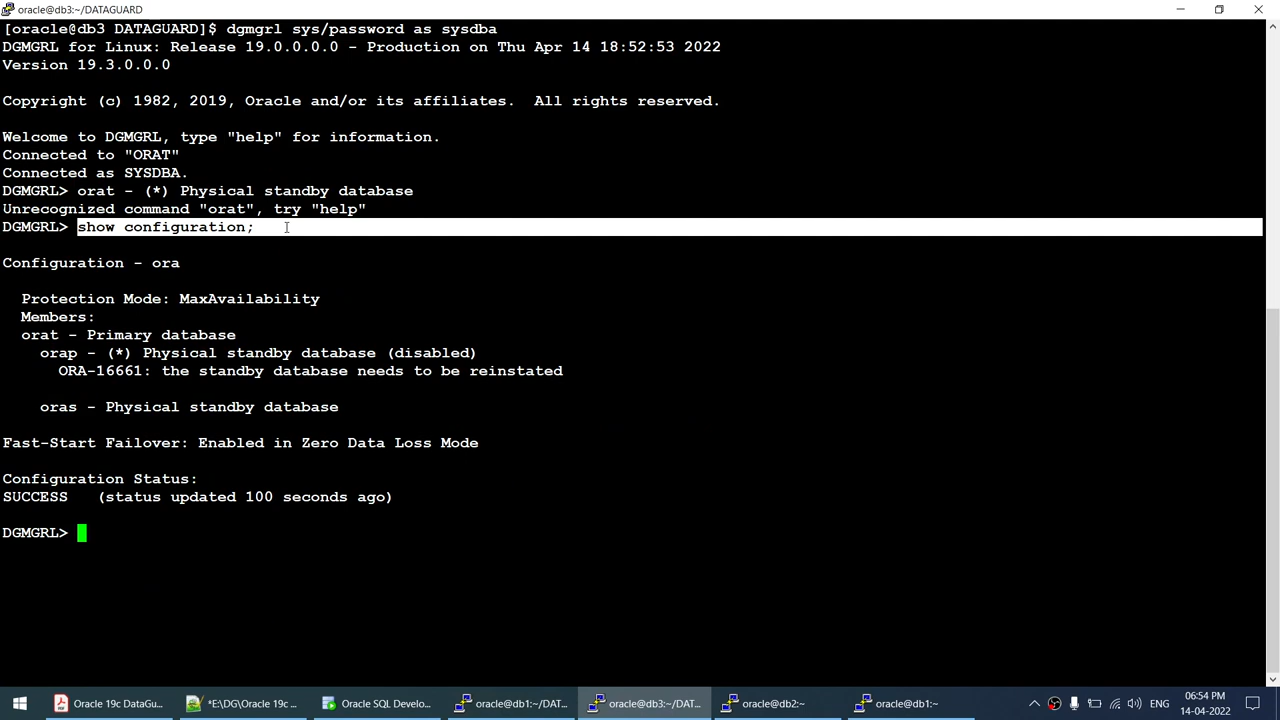 oracle@db3:~/DATAGUARD
[oracle@db3 DATAGUARD]$ dgmgrl sys/password as sysdba
DGMGRL for Linux: Release 19.0.0.0.0 - Production on Thu Apr 14 18:52:53 2022
Version 19.3.0.0.0
Copyright (c) 1982, 2019, Oracle and/or its affiliates.  All rights reserved.
Welcome to DGMGRL, type "help" for information.
Connected to "ORAT"
Connected as SYSDBA.
DGMGRL> orat - (*) Physical standby database
Unrecognized command "orat", try "help"
DGMGRL> show configuration;
Configuration - ora
Protection Mode: MaxAvailability
Members:
orat - Primary database
orap - (*) Physical standby database (disabled)
ORA-16661: the standby database needs to be reinstated
oras - Physical standby database
Fast-Start Failover: Enabled in Zero Data Loss Mode
Configuration Status:
SUCCESS   (status updated 100 seconds ago)
DGMGRL>
Oracle 19c DataGu... *E:\DG\Oracle 19c ... Oracle SQL Develo... oracle@db1:~/DAT... oracle@db3:~/DAT... oracle@db2:~ oracle@db1:~ ENG 06:54 PM
14-04-2022